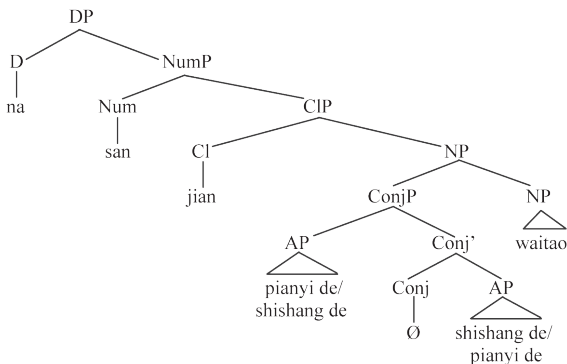 DP
D NumP
na Num ClP
san Cl NP
jian ConjP NP
AP Conj’ waitao
pianyi de/ Conj AP
shishang de Ø shishang de/
pianyi de